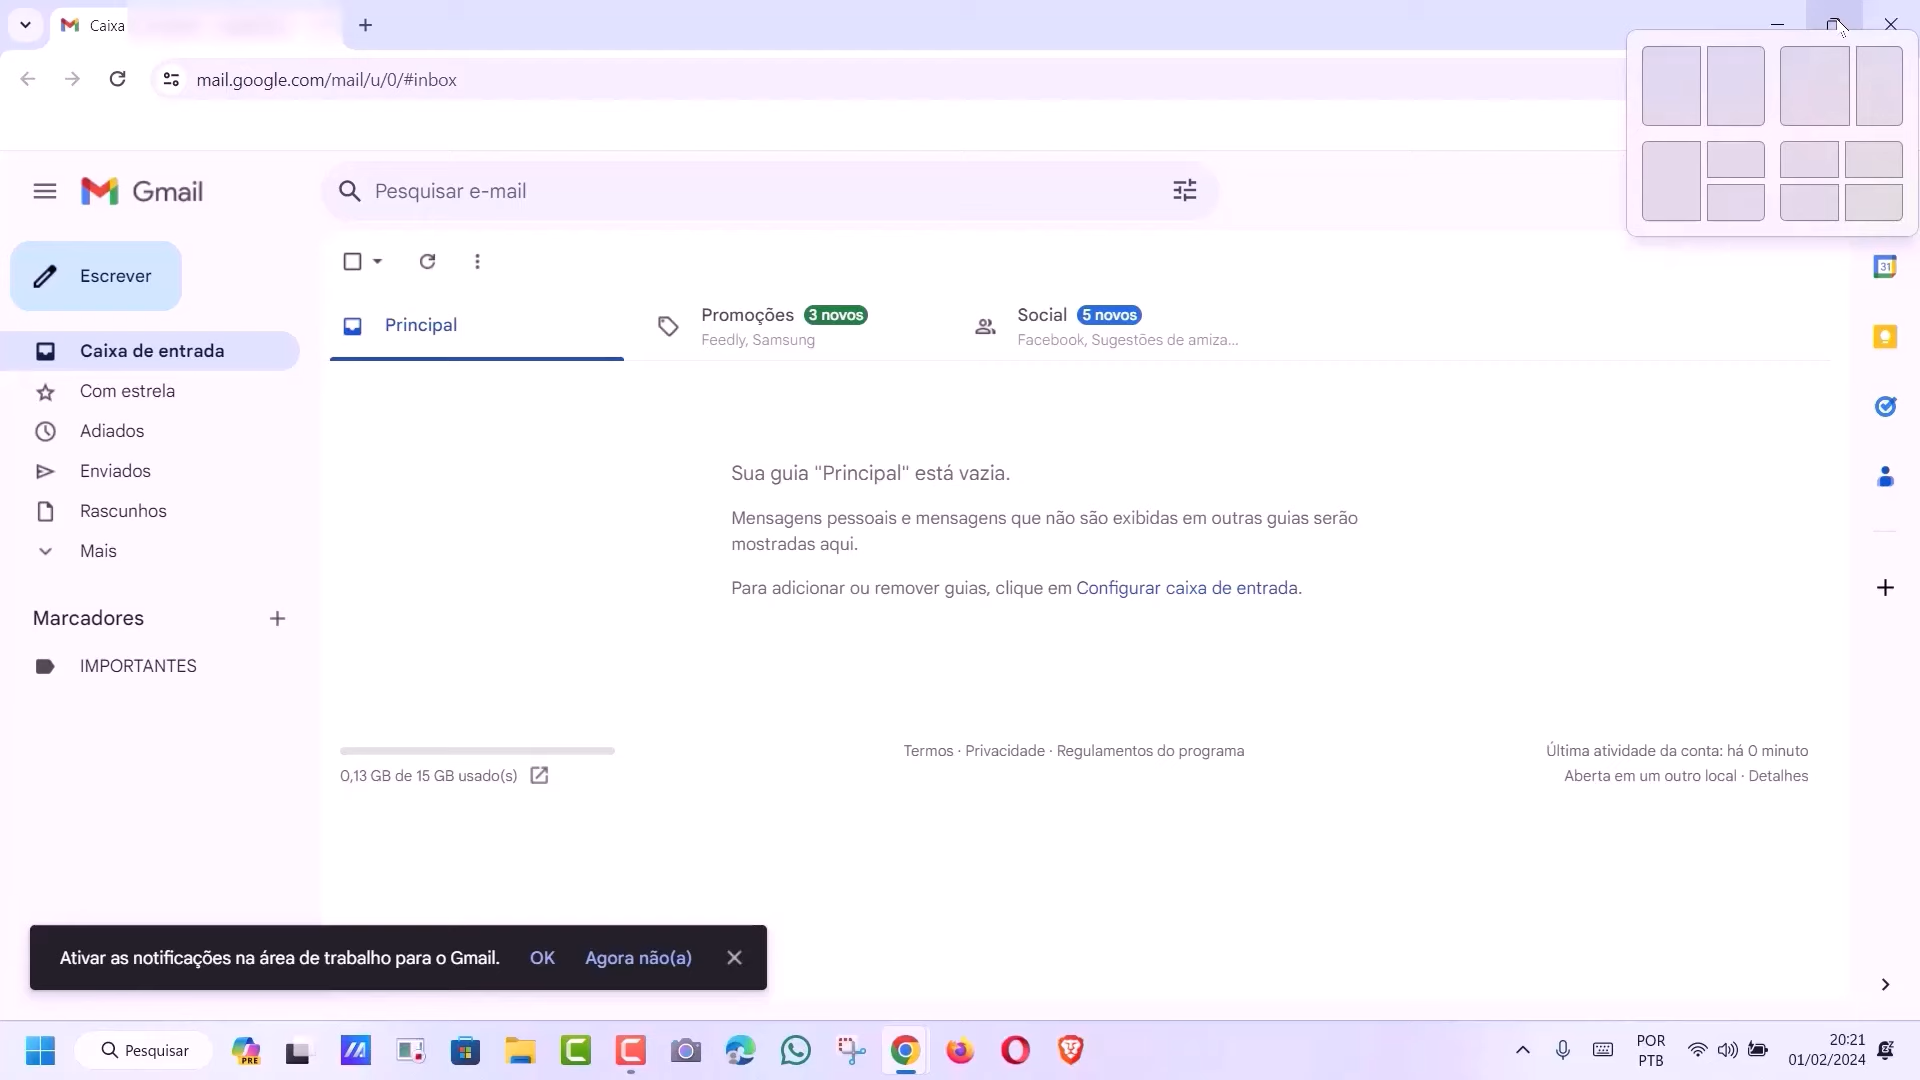 Caixa
mail.google.com/mail/u/0/#inbox
Gmail
Pesquisar e-mail
Escrever
Principal
Promoções 3 novos
Feedly, Samsung
Social 5 novos
Facebook, Sugestões de amiza...
Caixa de entrada
Com estrela
Adiados
Enviados
Rascunhos
Mais
Marcadores
IMPORTANTES
31
Sua guia "Principal" está vazia.
Mensagens pessoais e mensagens que não são exibidas em outras guias serão
mostradas aqui.
Para adicionar ou remover guias, clique em Configurar caixa de entrada.
0,13 GB de 15 GB usado(s)
Termos · Privacidade · Regulamentos do programa
Última atividade da conta: há 0 minuto
Aberta em um outro local · Detalhes
Ativar as notificações na área de trabalho para o Gmail. OK Agora não(a)
Pesquisar
PRE
POR
PTB
20:21
01/02/2024